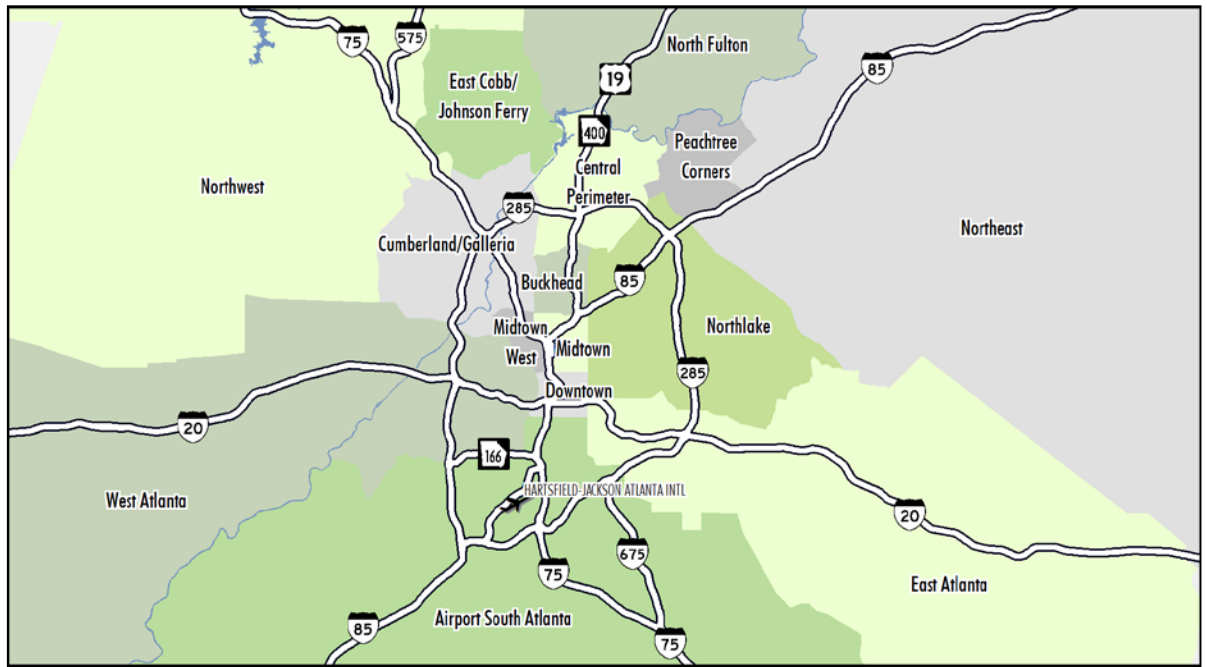 75
575
North Fulton
19
85
East Cobb/
Johnson Ferry
400
Peachtree
Corners
Central
Perimeter
Northwest
285
Cumberland/Galleria
Northeast
Buckhead
85
Midtown
West
Midtown
Northlake
285
Downtown
20
166
West Atlanta
HARTSFIELD-JACKSON ATLANTA INTL
20
675
75
East Atlanta
85
Airport South Atlanta
75